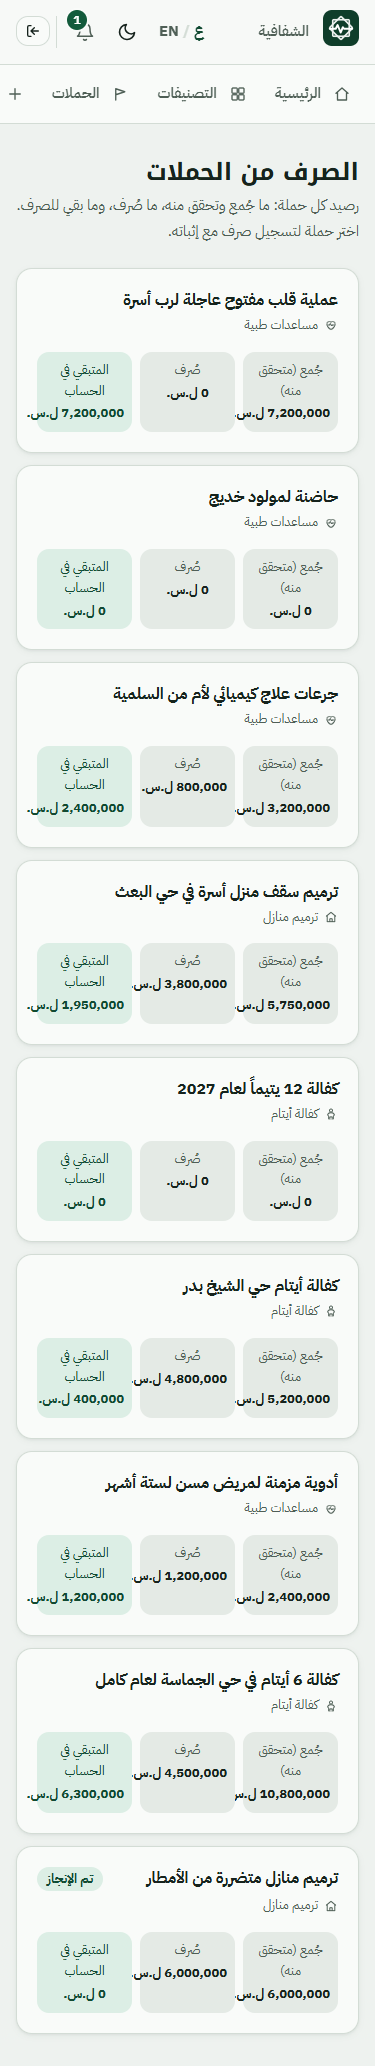 الشفافية
ع / EN
1
الرئيسية
التصنيفات
الحملات
الصرف من الحملات
رصيد كل حملة: ما جُمع وتحقق منه، ما صُرف، وما بقي للصرف.
اختر حملة لتسجيل صرف مع إثباته.
عملية قلب مفتوح عاجلة لرب أسرة
مساعدات طبية
جُمع (متحقق
منه)
7,200,000 ل.س.
صُرف
0 ل.س.
المتبقي في
الحساب
7,200,000 ل.س.
حاضنة لمولود خديج
مساعدات طبية
جُمع (متحقق
منه)
0 ل.س.
صُرف
0 ل.س.
المتبقي في
الحساب
0 ل.س.
جرعات علاج كيميائي لأم من السلمية
مساعدات طبية
جُمع (متحقق
منه)
3,200,000 ل.س.
صُرف
800,000 ل.س.
المتبقي في
الحساب
2,400,000 ل.س.
ترميم سقف منزل أسرة في حي البعث
ترميم منازل
جُمع (متحقق
منه)
5,750,000 ل.س.
صُرف
3,800,000 ل.س.
المتبقي في
الحساب
1,950,000 ل.س.
كفالة 12 يتيماً لعام 2027
كفالة أيتام
جُمع (متحقق
منه)
0 ل.س.
صُرف
0 ل.س.
المتبقي في
الحساب
0 ل.س.
كفالة أيتام حي الشيخ بدر
كفالة أيتام
جُمع (متحقق
منه)
5,200,000 ل.س.
صُرف
4,800,000 ل.س.
المتبقي في
الحساب
400,000 ل.س.
أدوية مزمنة لمريض مسن لستة أشهر
مساعدات طبية
جُمع (متحقق
منه)
2,400,000 ل.س.
صُرف
1,200,000 ل.س.
المتبقي في
الحساب
1,200,000 ل.س.
كفالة 6 أيتام في حي الجماسة لعام كامل
كفالة أيتام
جُمع (متحقق
منه)
10,800,000 ل.س
صُرف
4,500,000 ل.س.
المتبقي في
الحساب
6,300,000 ل.س.
ترميم منازل متضررة من الأمطار
تم الإنجاز
ترميم منازل
جُمع (متحقق
منه)
6,000,000 ل.س.
صُرف
6,000,000 ل.س.
المتبقي في
الحساب
0 ل.س.